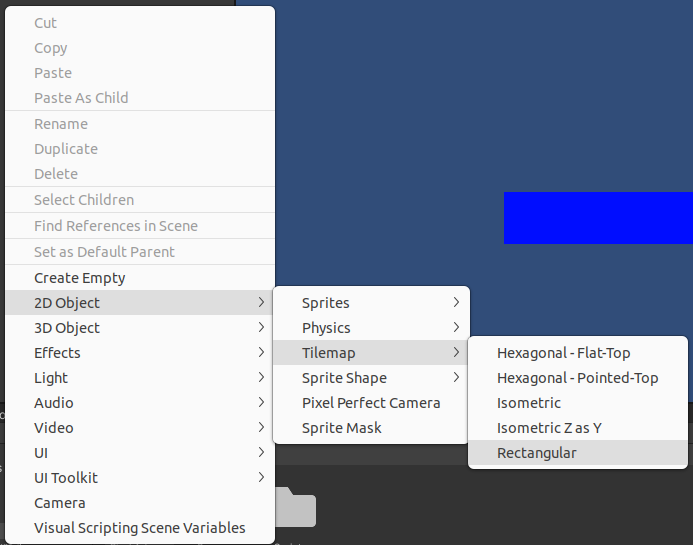 Cut
Copy
Paste
Paste As Child
Rename
Duplicate
Delete
Select Children
Find References in Scene
Set as Default Parent
Create Empty
2D Object
3D Object
Effects
Light
Audio
Video
UI
UI Toolkit
Camera
Visual Scripting Scene Variables
Sprites
Physics
Tilemap
Sprite Shape
Pixel Perfect Camera
Sprite Mask
Hexagonal - Flat-Top
Hexagonal - Pointed-Top
Isometric
Isometric Z as Y
Rectangular